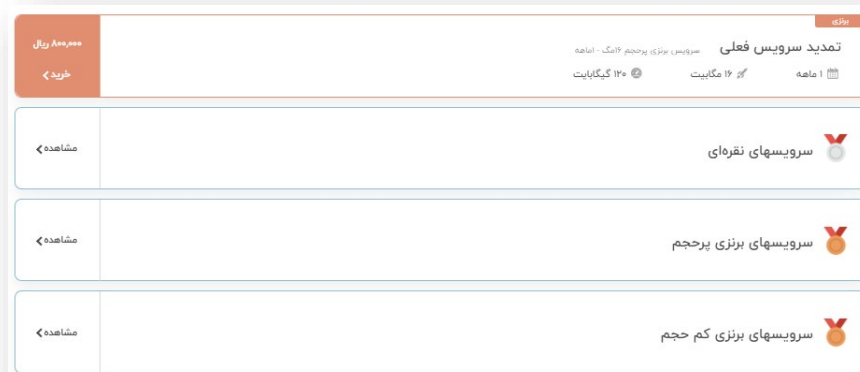 برنزی
تمدید سرویس فعلی سرویس برنزی پرحجم ۱۶مگ - ۱ماهه
۱ ماهه ۱۶ مگابیت ۱۲۰ گیگابایت
۸۰۰,۰۰۰ ریال
خرید
سرویسهای نقره‌ای
مشاهده
سرویسهای برنزی پرحجم
مشاهده
سرویسهای برنزی کم حجم
مشاهده